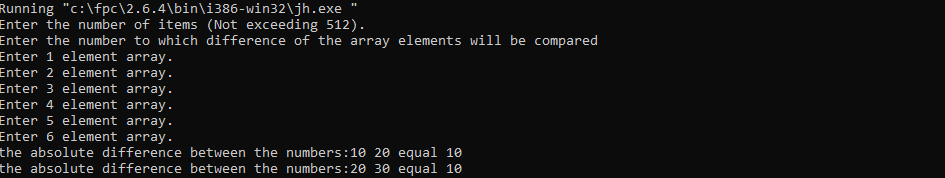 Running "c:\fpc\2.6.4\bin\i386-win32\jh.exe "
Enter the number of items (Not exceeding 512).
Enter the number to which difference of the array elements will be compared
Enter 1 element array.
Enter 2 element array.
Enter 3 element array.
Enter 4 element array.
Enter 5 element array.
Enter 6 element array.
the absolute difference between the numbers:10 20 equal 10
the absolute difference between the numbers:20 30 equal 10